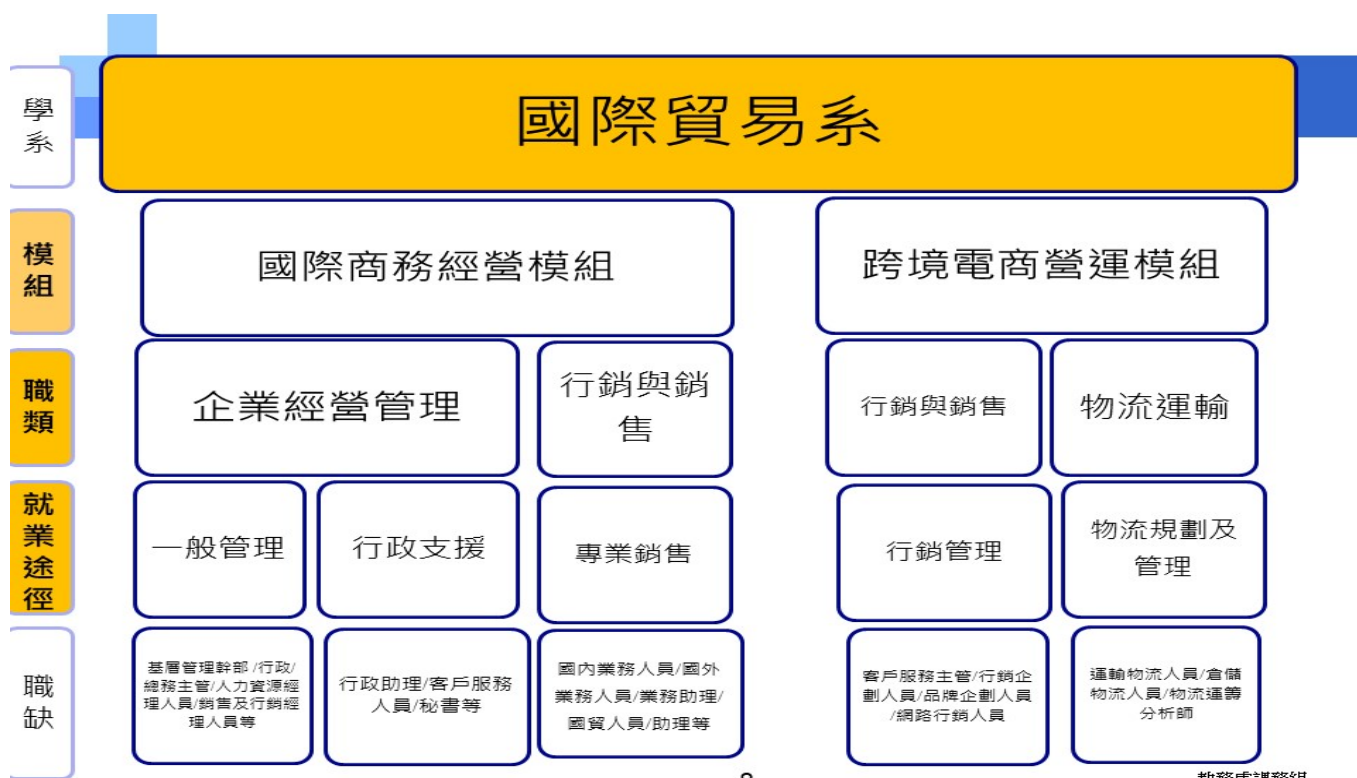 學
系
國際貿易系
模
組
國際商務經營模組
跨境電商營運模組
職
類
企業經營管理
行銷與銷
售
行銷與銷售
物流運輸
就
業
途
徑
一般管理
行政支援
專業銷售
行銷管理
物流規劃及
管理
職
缺
基層管理幹部/行政/
總務主管/人力資源經
理人員/銷售及行銷經
理人員等
行政助理/客戶服務
人員/秘書等
國內業務人員/國外
業務人員/業務助理/
國貿人員/助理等
客戶服務主管/行銷企
劃人員/品牌企劃人員
/網路行銷人員
運輸物流人員/倉儲
物流人員/物流運籌
分析師